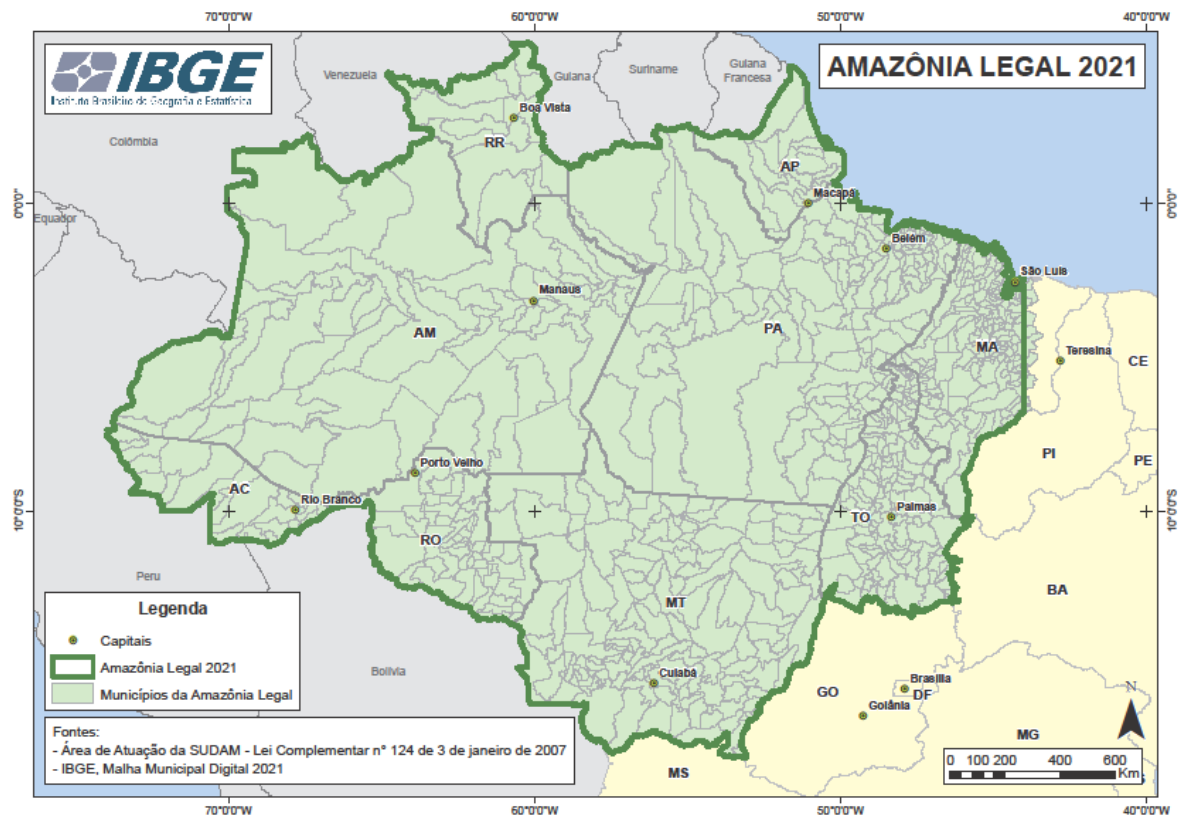 70°0'0"W 60°0'0"W 50°0'0"W 40°0'0"W
IBGE
Instituto Brasileiro de Geografia e Estatística
AMAZÔNIA LEGAL 2021
Venezuela
Guiana
Suriname
Guiana
Francesa
Colômbia
Boa Vista
RR
AP
Macapá
0°0'0"
0°0'0"
Equador
Belém
São Luis
Manaus
AM
PA
MA
Teresina
CE
Porto Velho
PI
PE
AC
Rio Branco
TO
Palmas
10°0'0"S
10°0'0"S
RO
Peru
BA
MT
Legenda
Capitais
Amazônia Legal 2021
Municípios da Amazônia Legal
Bolívia
Cuiabá
GO
Brasília
DF
Goiânia
N
MG
MS
Fontes:
- Área de Atuação da SUDAM - Lei Complementar n° 124 de 3 de janeiro de 2007
- IBGE, Malha Municipal Digital 2021
0 100 200 400 600
Km
70°0'0"W 60°0'0"W 50°0'0"W 40°0'0"W